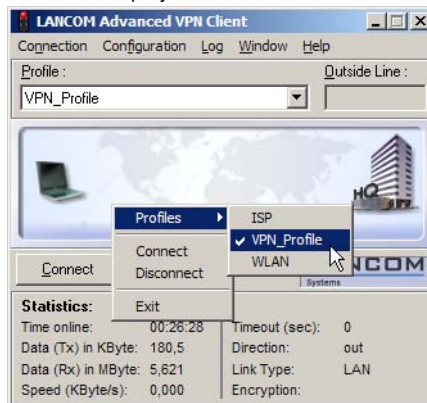 LANCOM Advanced VPN Client
Connection Configuration Log Window Help
Profile : Outside Line :
VPN_Profile
HQ
Profiles
ISP
VPN_Profile
WLAN
Connect
Disconnect
Exit
Connect
NCOM
Systems
Statistics:
Time online: 00:26:28 Timeout (sec): 0
Data (Tx) in KByte: 180,5 Direction: out
Data (Rx) in MByte: 5,621 Link Type: LAN
Speed (KByte/s): 0,000 Encryption: